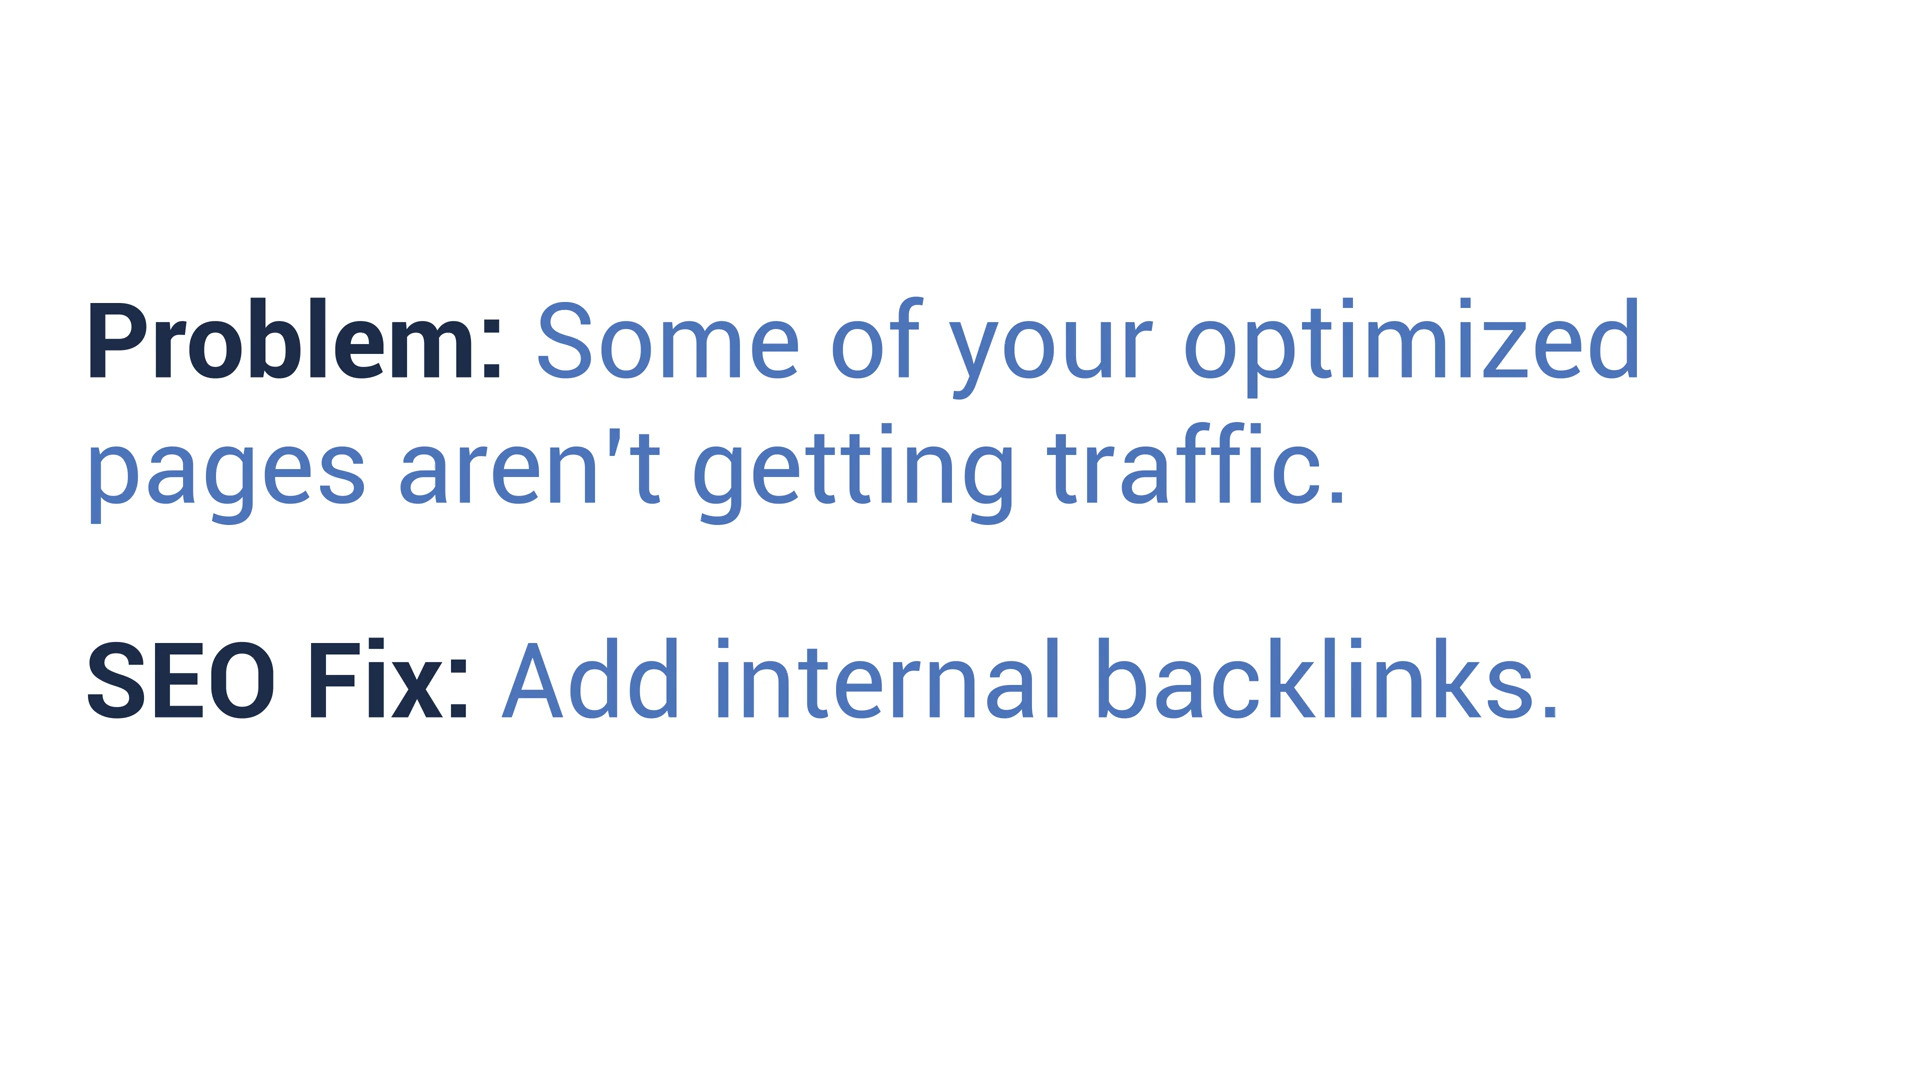 Problem: Some of your optimized
pages aren't getting traffic.
SEO Fix: Add internal backlinks.